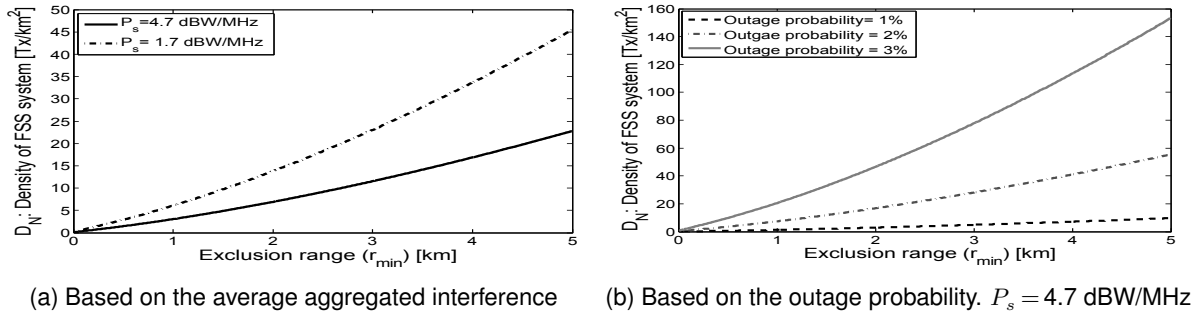 P_s=4.7 dBW/MHz
P_s= 1.7 dBW/MHz
D_N: Density of FSS system [Tx/km²]
50
45
40
35
30
25
20
15
10
5
0
0 1 2 3 4 5
Exclusion range (r_min) [km]
(a) Based on the average aggregated interference
Outage probability= 1%
Outgae probability = 2%
Outage probability = 3%
D_N: Density of FSS system [Tx/km²]
160
140
120
100
80
60
40
20
0
0 1 2 3 4 5
Exclusion range (r_min) [km]
(b) Based on the outage probability. P_s = 4.7 dBW/MHz